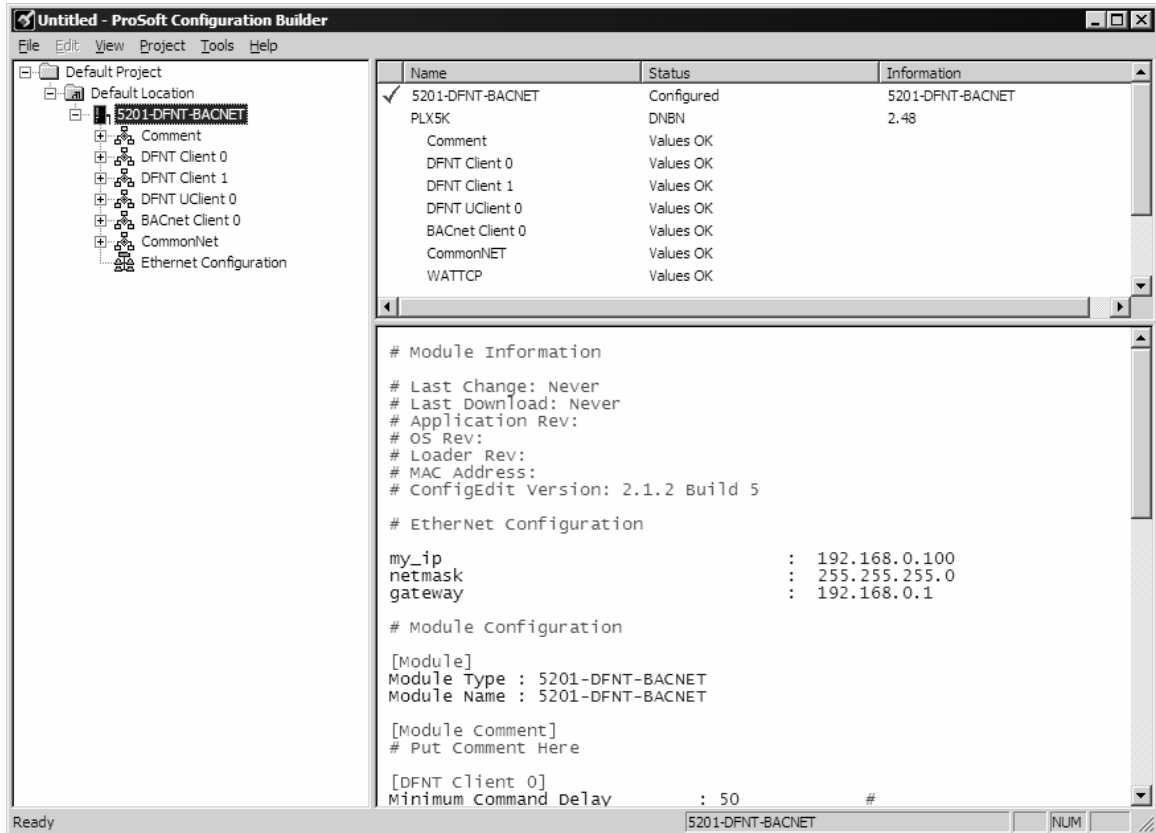 Untitled - ProSoft Configuration Builder
File Edit View Project Tools Help
Default Project
Default Location
5201-DFNT-BACNET
Comment
DFNT Client 0
DFNT Client 1
DFNT UClient 0
BACnet Client 0
CommonNet
Ethernet Configuration
Name Status Information
5201-DFNT-BACNET Configured 5201-DFNT-BACNET
PLX5K DNBN 2.48
Comment Values OK
DFNT Client 0 Values OK
DFNT Client 1 Values OK
DFNT UClient 0 Values OK
BACnet Client 0 Values OK
CommonNET Values OK
WATTCP Values OK
# Module Information
# Last Change: Never
# Last Download: Never
# Application Rev:
# OS Rev:
# Loader Rev:
# MAC Address:
# ConfigEdit Version: 2.1.2 Build 5
# EtherNet Configuration
my_ip : 192.168.0.100
netmask : 255.255.255.0
gateway : 192.168.0.1
# Module Configuration
[Module]
Module Type : 5201-DFNT-BACNET
Module Name : 5201-DFNT-BACNET
[Module Comment]
# Put Comment Here
[DFNT Client 0]
Minimum Command Delay : 50 #
Ready 5201-DFNT-BACNET NUM